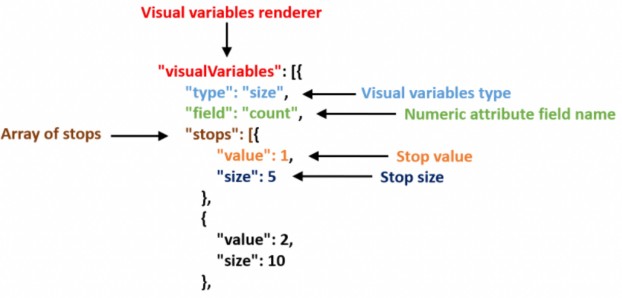 Visual variables renderer
"visualVariables": [{
"type": "size", Visual variables type
"field": "count", Numeric attribute field name
Array of stops "stops": [{
"value": 1, Stop value
"size": 5 Stop size
},
{
"value": 2,
"size": 10
},